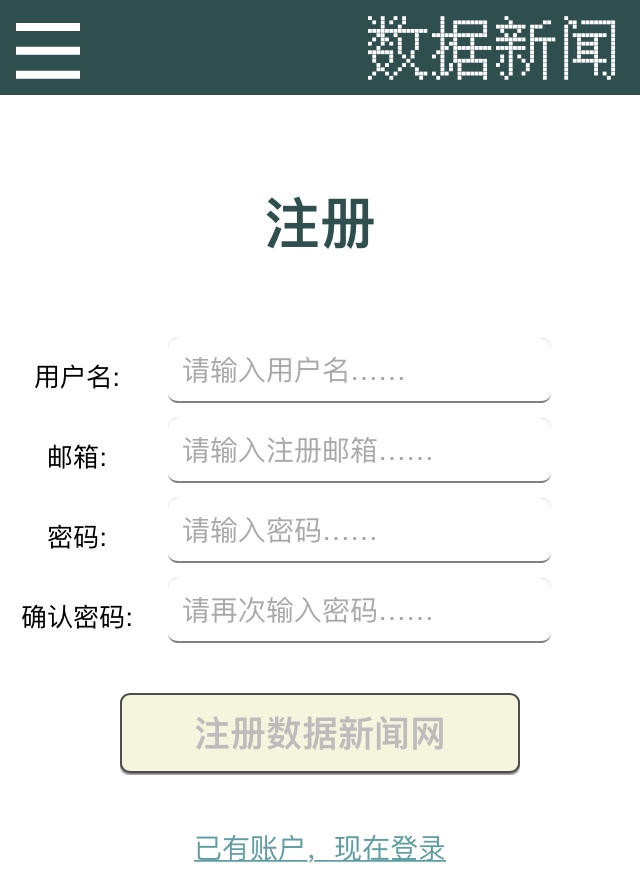 数据新闻
注册
用户名: 请输入用户名……
邮箱: 请输入注册邮箱……
密码: 请输入密码……
确认密码: 请再次输入密码……
注册数据新闻网
已有账户，现在登录